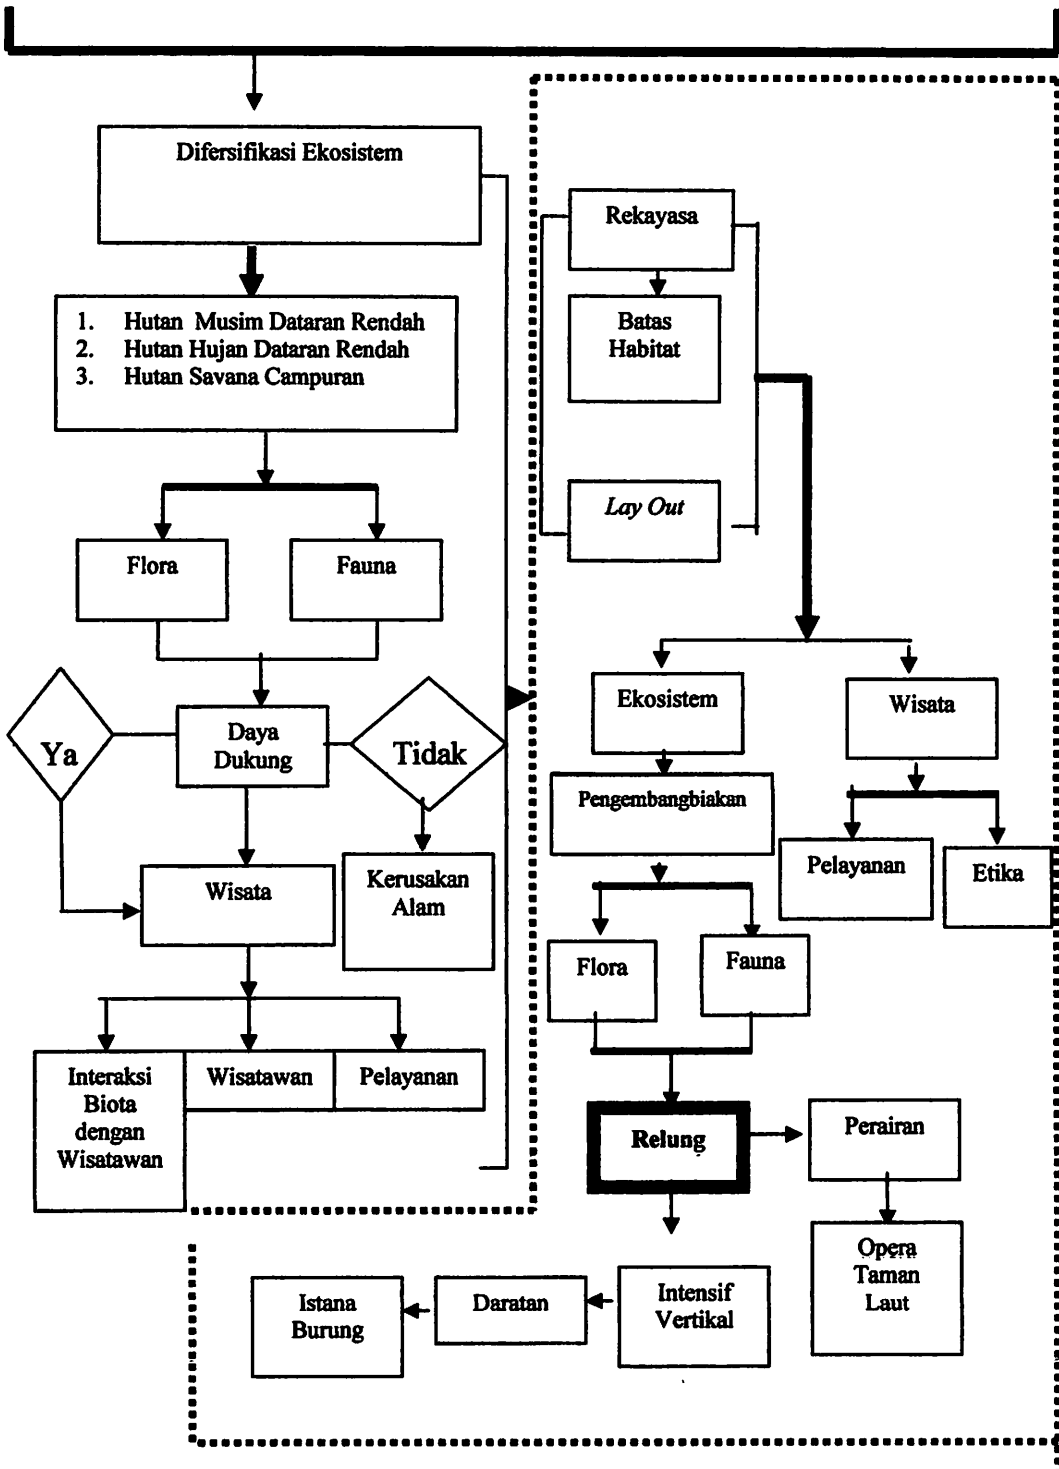 Difersifikasi Ekosistem
1. Hutan Musim Dataran Rendah
2. Hutan Hujan Dataran Rendah
3. Hutan Savana Campuran
Flora
Fauna
Ya
Daya
Dukung
Tidak
Wisata
Kerusakan
Alam
Interaksi
Biota
dengan
Wisatawan
Wisatawan
Pelayanan
Rekayasa
Batas
Habitat
Lay Out
Ekosistem
Wisata
Pengembangbiakan
Pelayanan
Etika
Flora
Fauna
Relung
Perairan
Opera
Taman
Laut
Intensif
Vertikal
Daratan
Istana
Burung